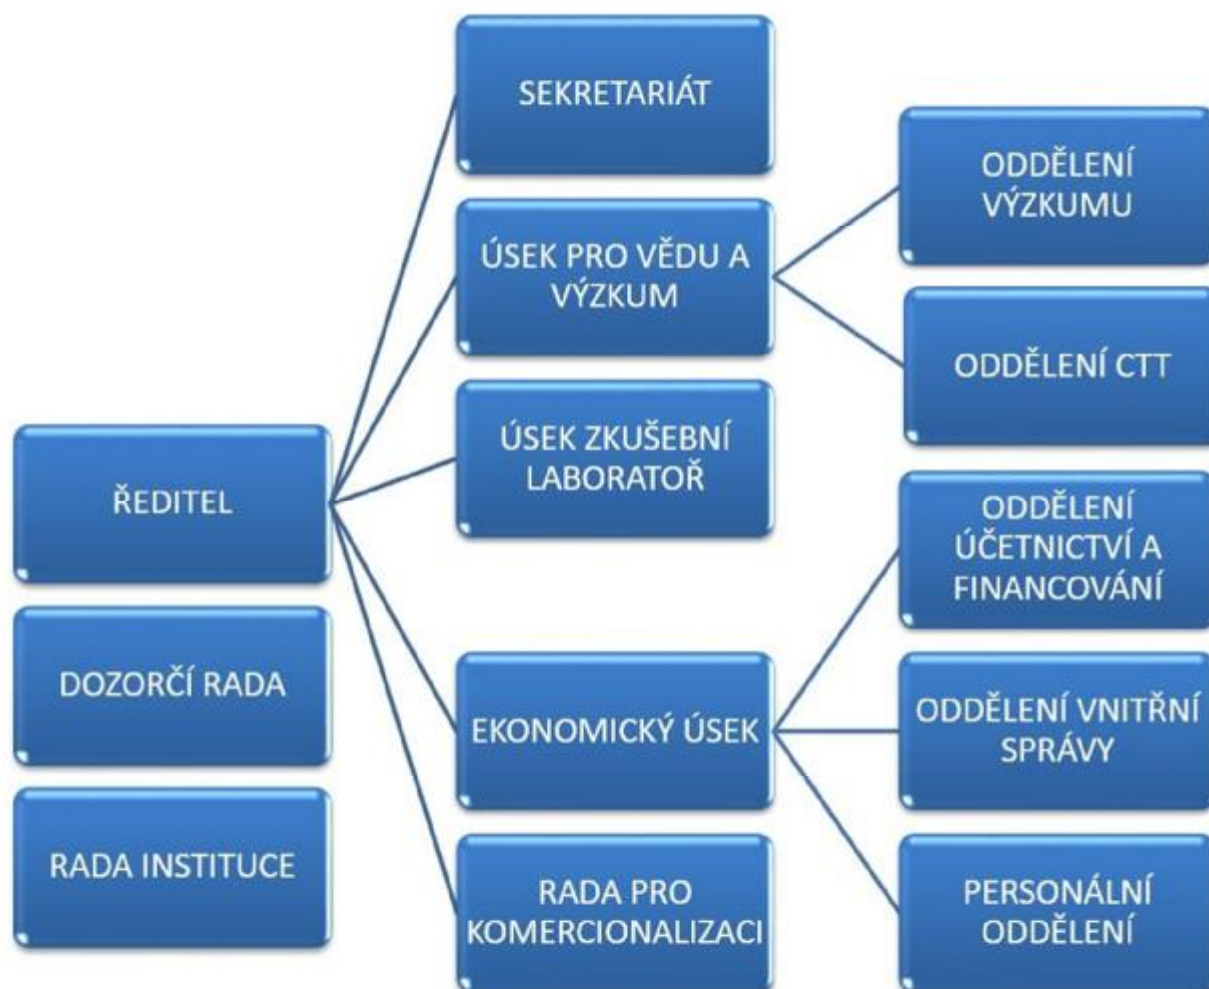 SEKRETARIÁT
ÚSEK PRO VĚDU A
VÝZKUM
ÚSEK ZKUŠEBNÍ
LABORATOŘ
ŘEDITEL
DOZORČÍ RADA
RADA INSTITUCE
EKONOMICKÝ ÚSEK
RADA PRO
KOMERCIONALIZACI
ODDĚLENÍ
VÝZKUMU
ODDĚLENÍ CTT
ODDĚLENÍ
ÚČETNICTVÍ A
FINANCOVÁNÍ
ODDĚLENÍ VNITŘNÍ
SPRÁVY
PERSONÁLNÍ
ODDĚLENÍ